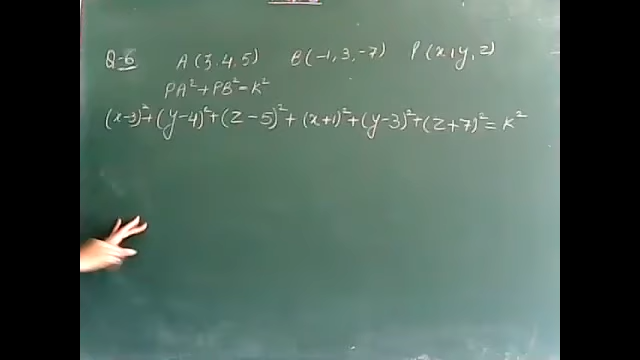 Q-6 A (3, 4, 5) B (-1, 3, -7) P (x, y, z)
PA² + PB² = K²
(x-3)² + (y-4)² + (z-5)² + (x+1)² + (y-3)² + (z+7)² = K²